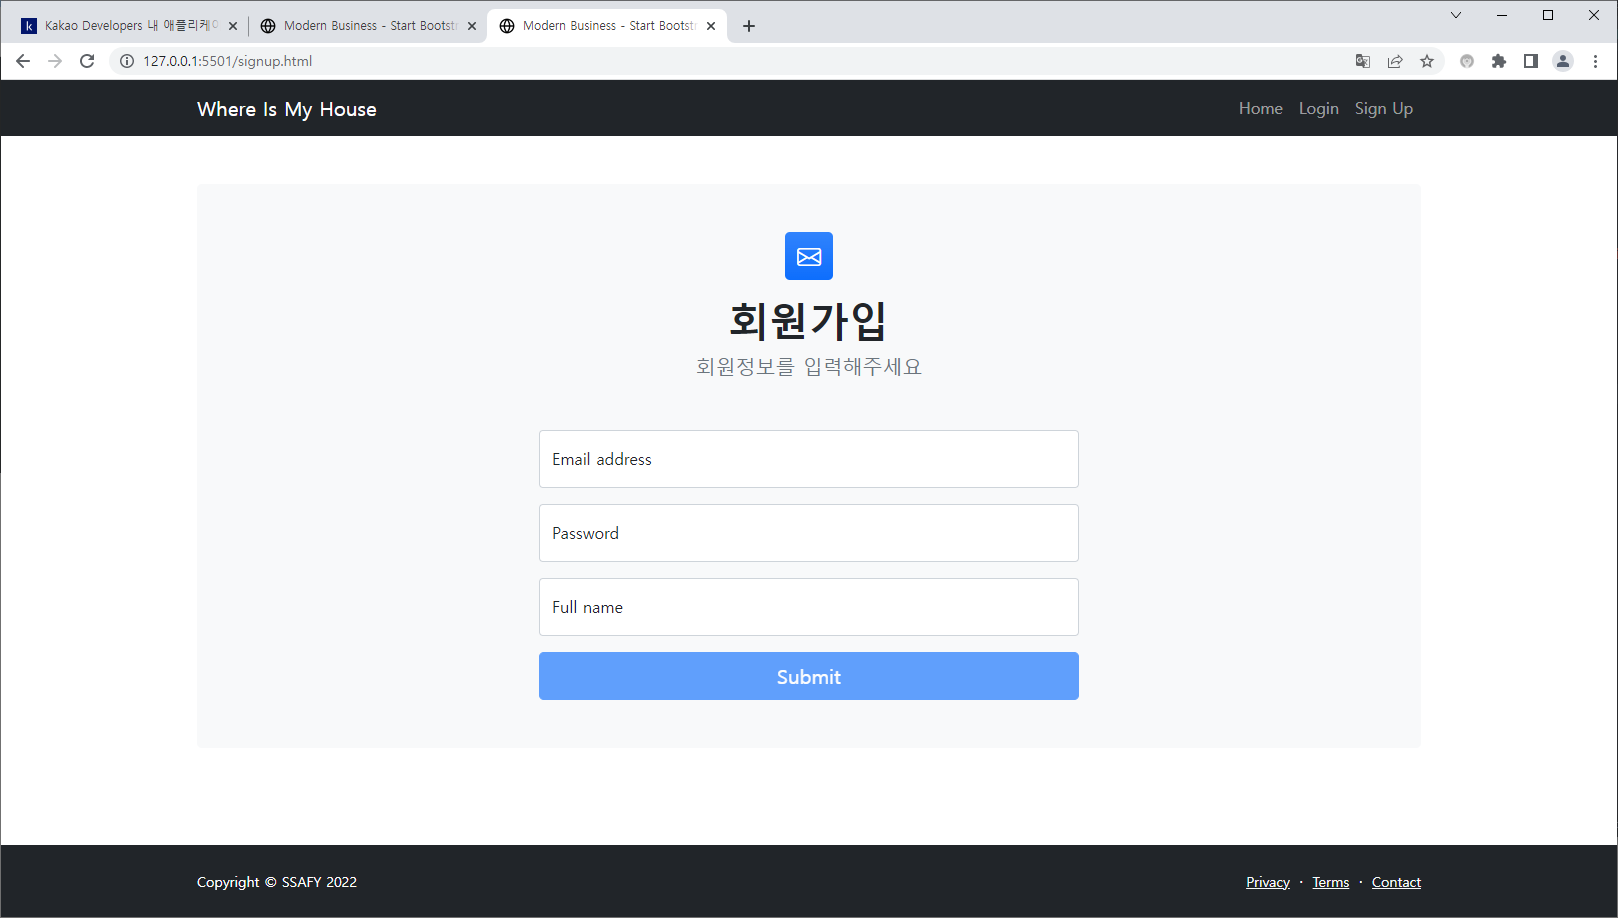 Kakao Developers 내 애플리케이
Modern Business - Start Bootst
Modern Business - Start Bootst
127.0.0.1:5501/signup.html
Where Is My House
Home Login Sign Up
회원가입
회원정보를 입력해주세요
Email address
Password
Full name
Submit
Copyright © SSAFY 2022
Privacy · Terms · Contact